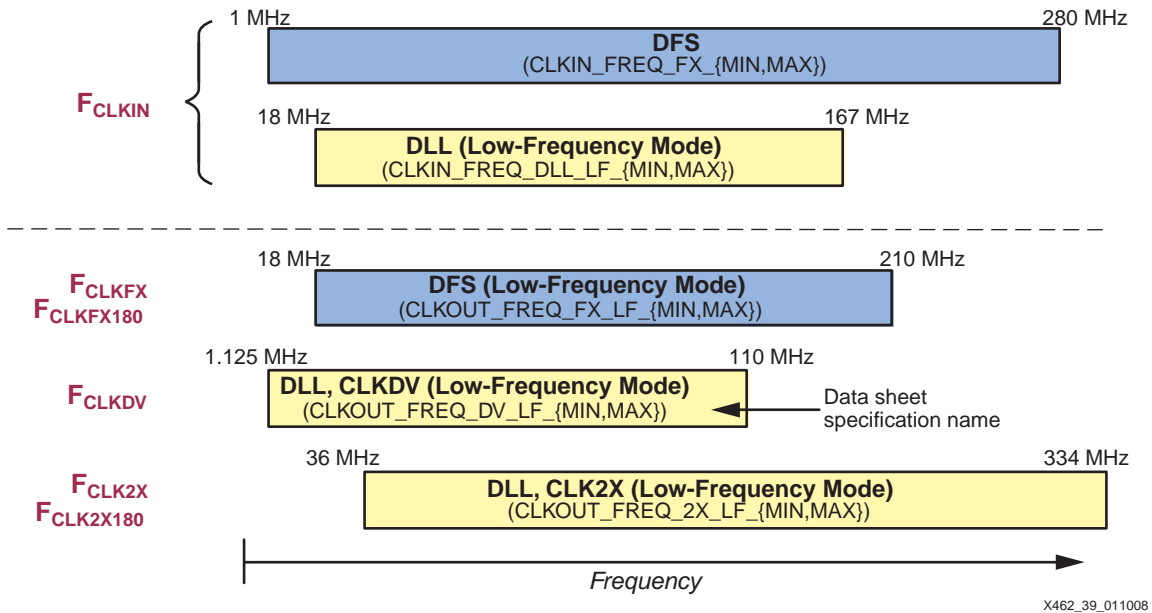 1 MHz 280 MHz
DFS
(CLKIN_FREQ_FX_{MIN,MAX})
FCLKIN
18 MHz 167 MHz
DLL (Low-Frequency Mode)
(CLKIN_FREQ_DLL_LF_{MIN,MAX})
18 MHz 210 MHz
FCLKFX
FCLKFX180
DFS (Low-Frequency Mode)
(CLKOUT_FREQ_FX_LF_{MIN,MAX})
1.125 MHz 110 MHz
FCLKDV
DLL, CLKDV (Low-Frequency Mode)
(CLKOUT_FREQ_DV_LF_{MIN,MAX})
Data sheet
specification name
36 MHz 334 MHz
FCLK2X
FCLK2X180
DLL, CLK2X (Low-Frequency Mode)
(CLKOUT_FREQ_2X_LF_{MIN,MAX})
Frequency
X462_39_011008